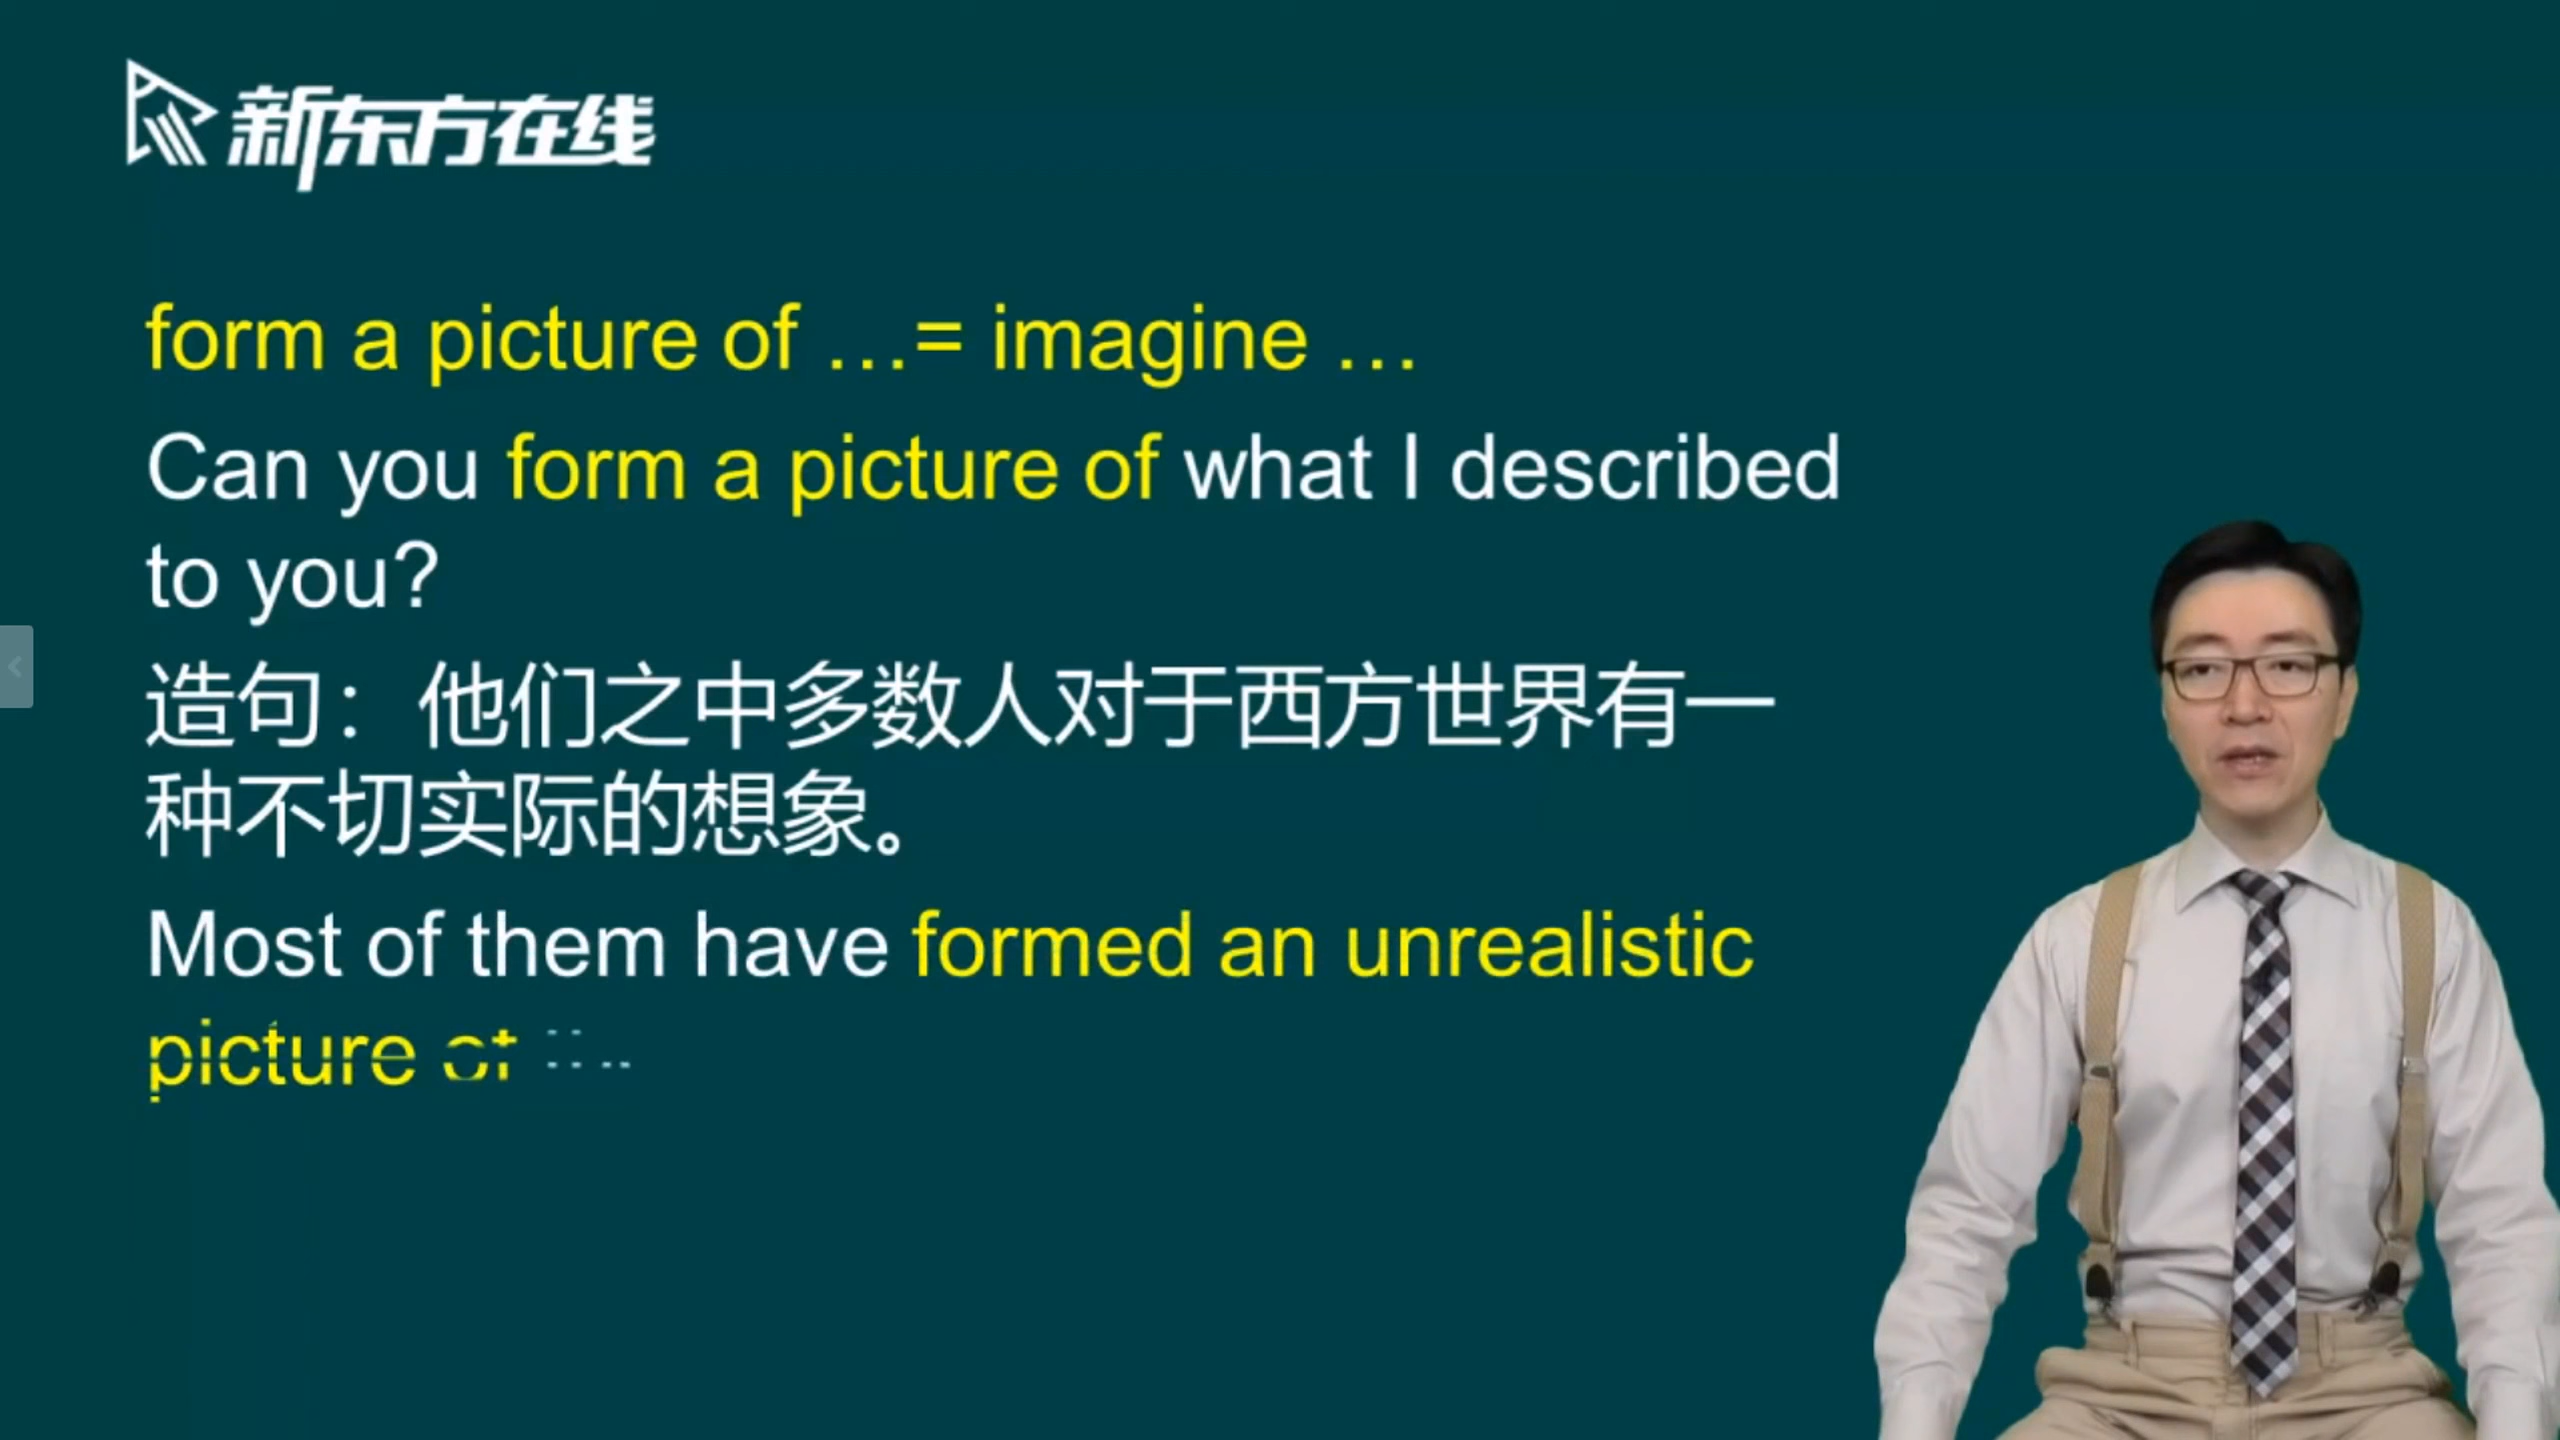 新东方在线
form a picture of …= imagine …
Can you form a picture of what I described
to you?
造句：他们之中多数人对于西方世界有一
种不切实际的想象。
Most of them have formed an unrealistic
picture of